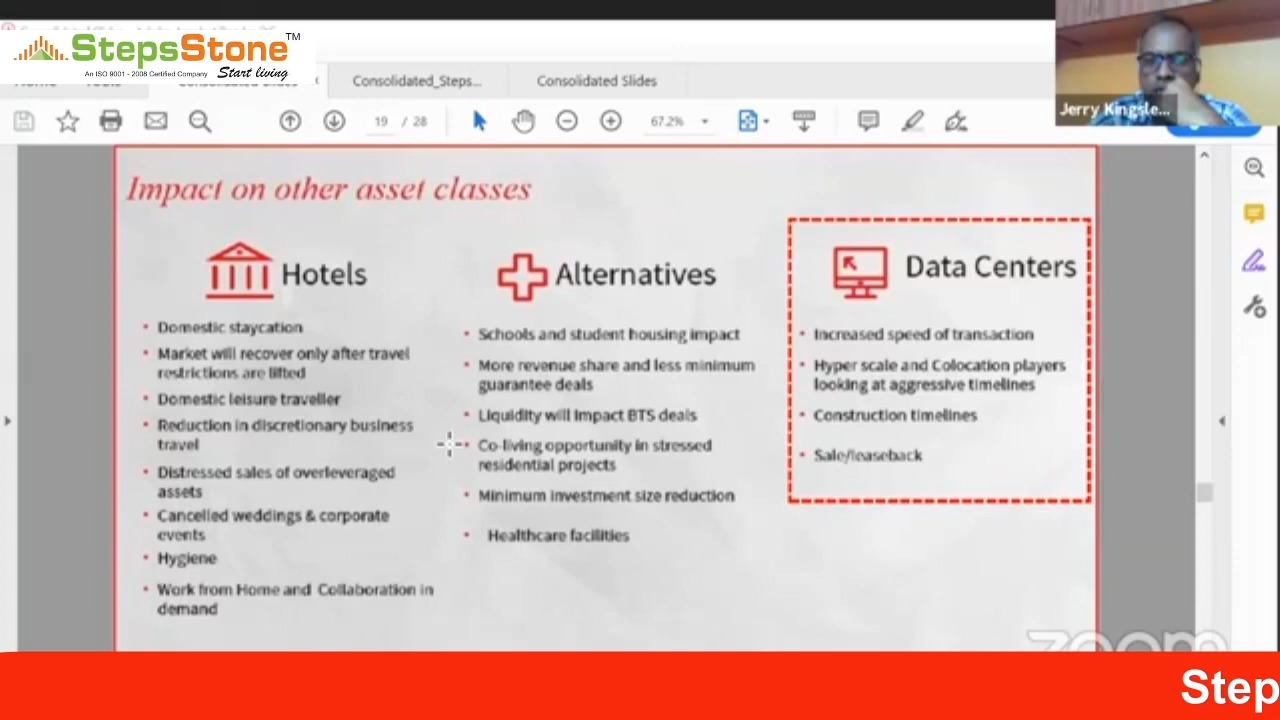 StepsStone TM
An ISO 9001 - 2008 Certified Company Start living
Consolidated_Steps...
Consolidated Slides
19 / 28
67.2%
Jerry Kingsle...
Impact on other asset classes
Hotels
• Domestic staycation
• Market will recover only after travel
restrictions are lifted
• Domestic leisure traveller
• Reduction in discretionary business
travel
• Distressed sales of overleveraged
assets
• Cancelled weddings & corporate
events
• Hygiene
• Work from Home and Collaboration in
demand
Alternatives
• Schools and student housing impact
• More revenue share and less minimum
guarantee deals
• Liquidity will impact BTS deals
• Co-living opportunity in stressed
residential projects
• Minimum investment size reduction
• Healthcare facilities
Data Centers
• Increased speed of transaction
• Hyper scale and Colocation players
looking at aggressive timelines
• Construction timelines
• Sale/leaseback
zoom
Step